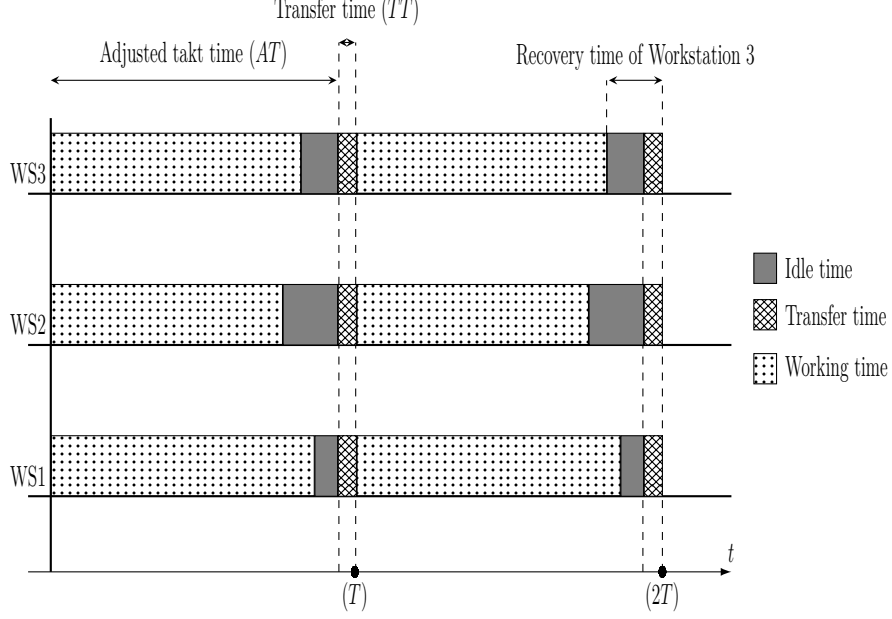 Transfer time (TT)
Adjusted takt time (AT)
Recovery time of Workstation 3
WS3
WS2
WS1
Idle time
Transfer time
Working time
t
(T)
(2T)